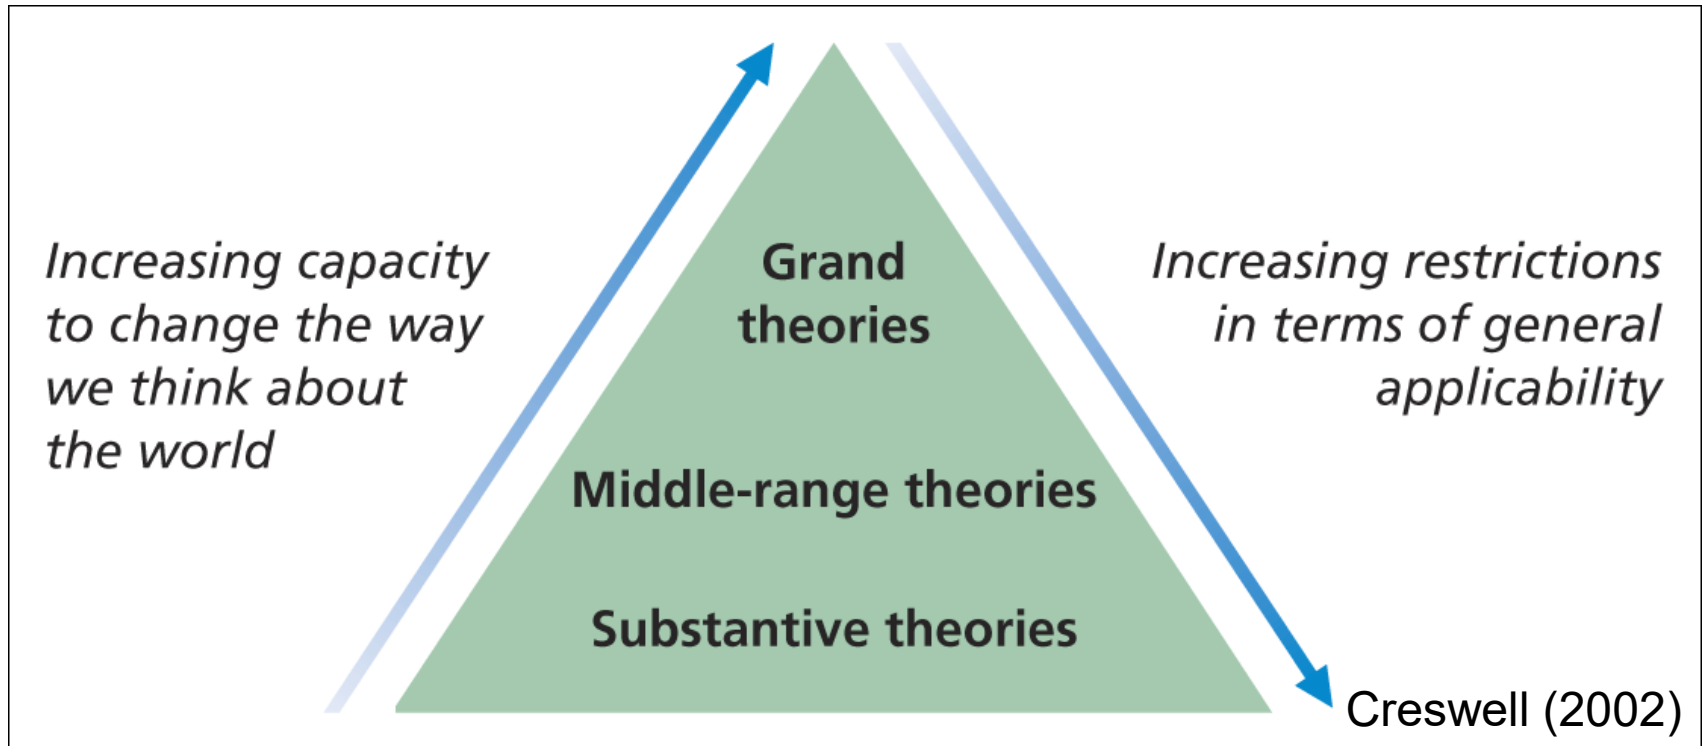 Increasing capacity
to change the way
we think about
the world
Grand
theories
Middle-range theories
Substantive theories
Increasing restrictions
in terms of general
applicability
Creswell (2002)